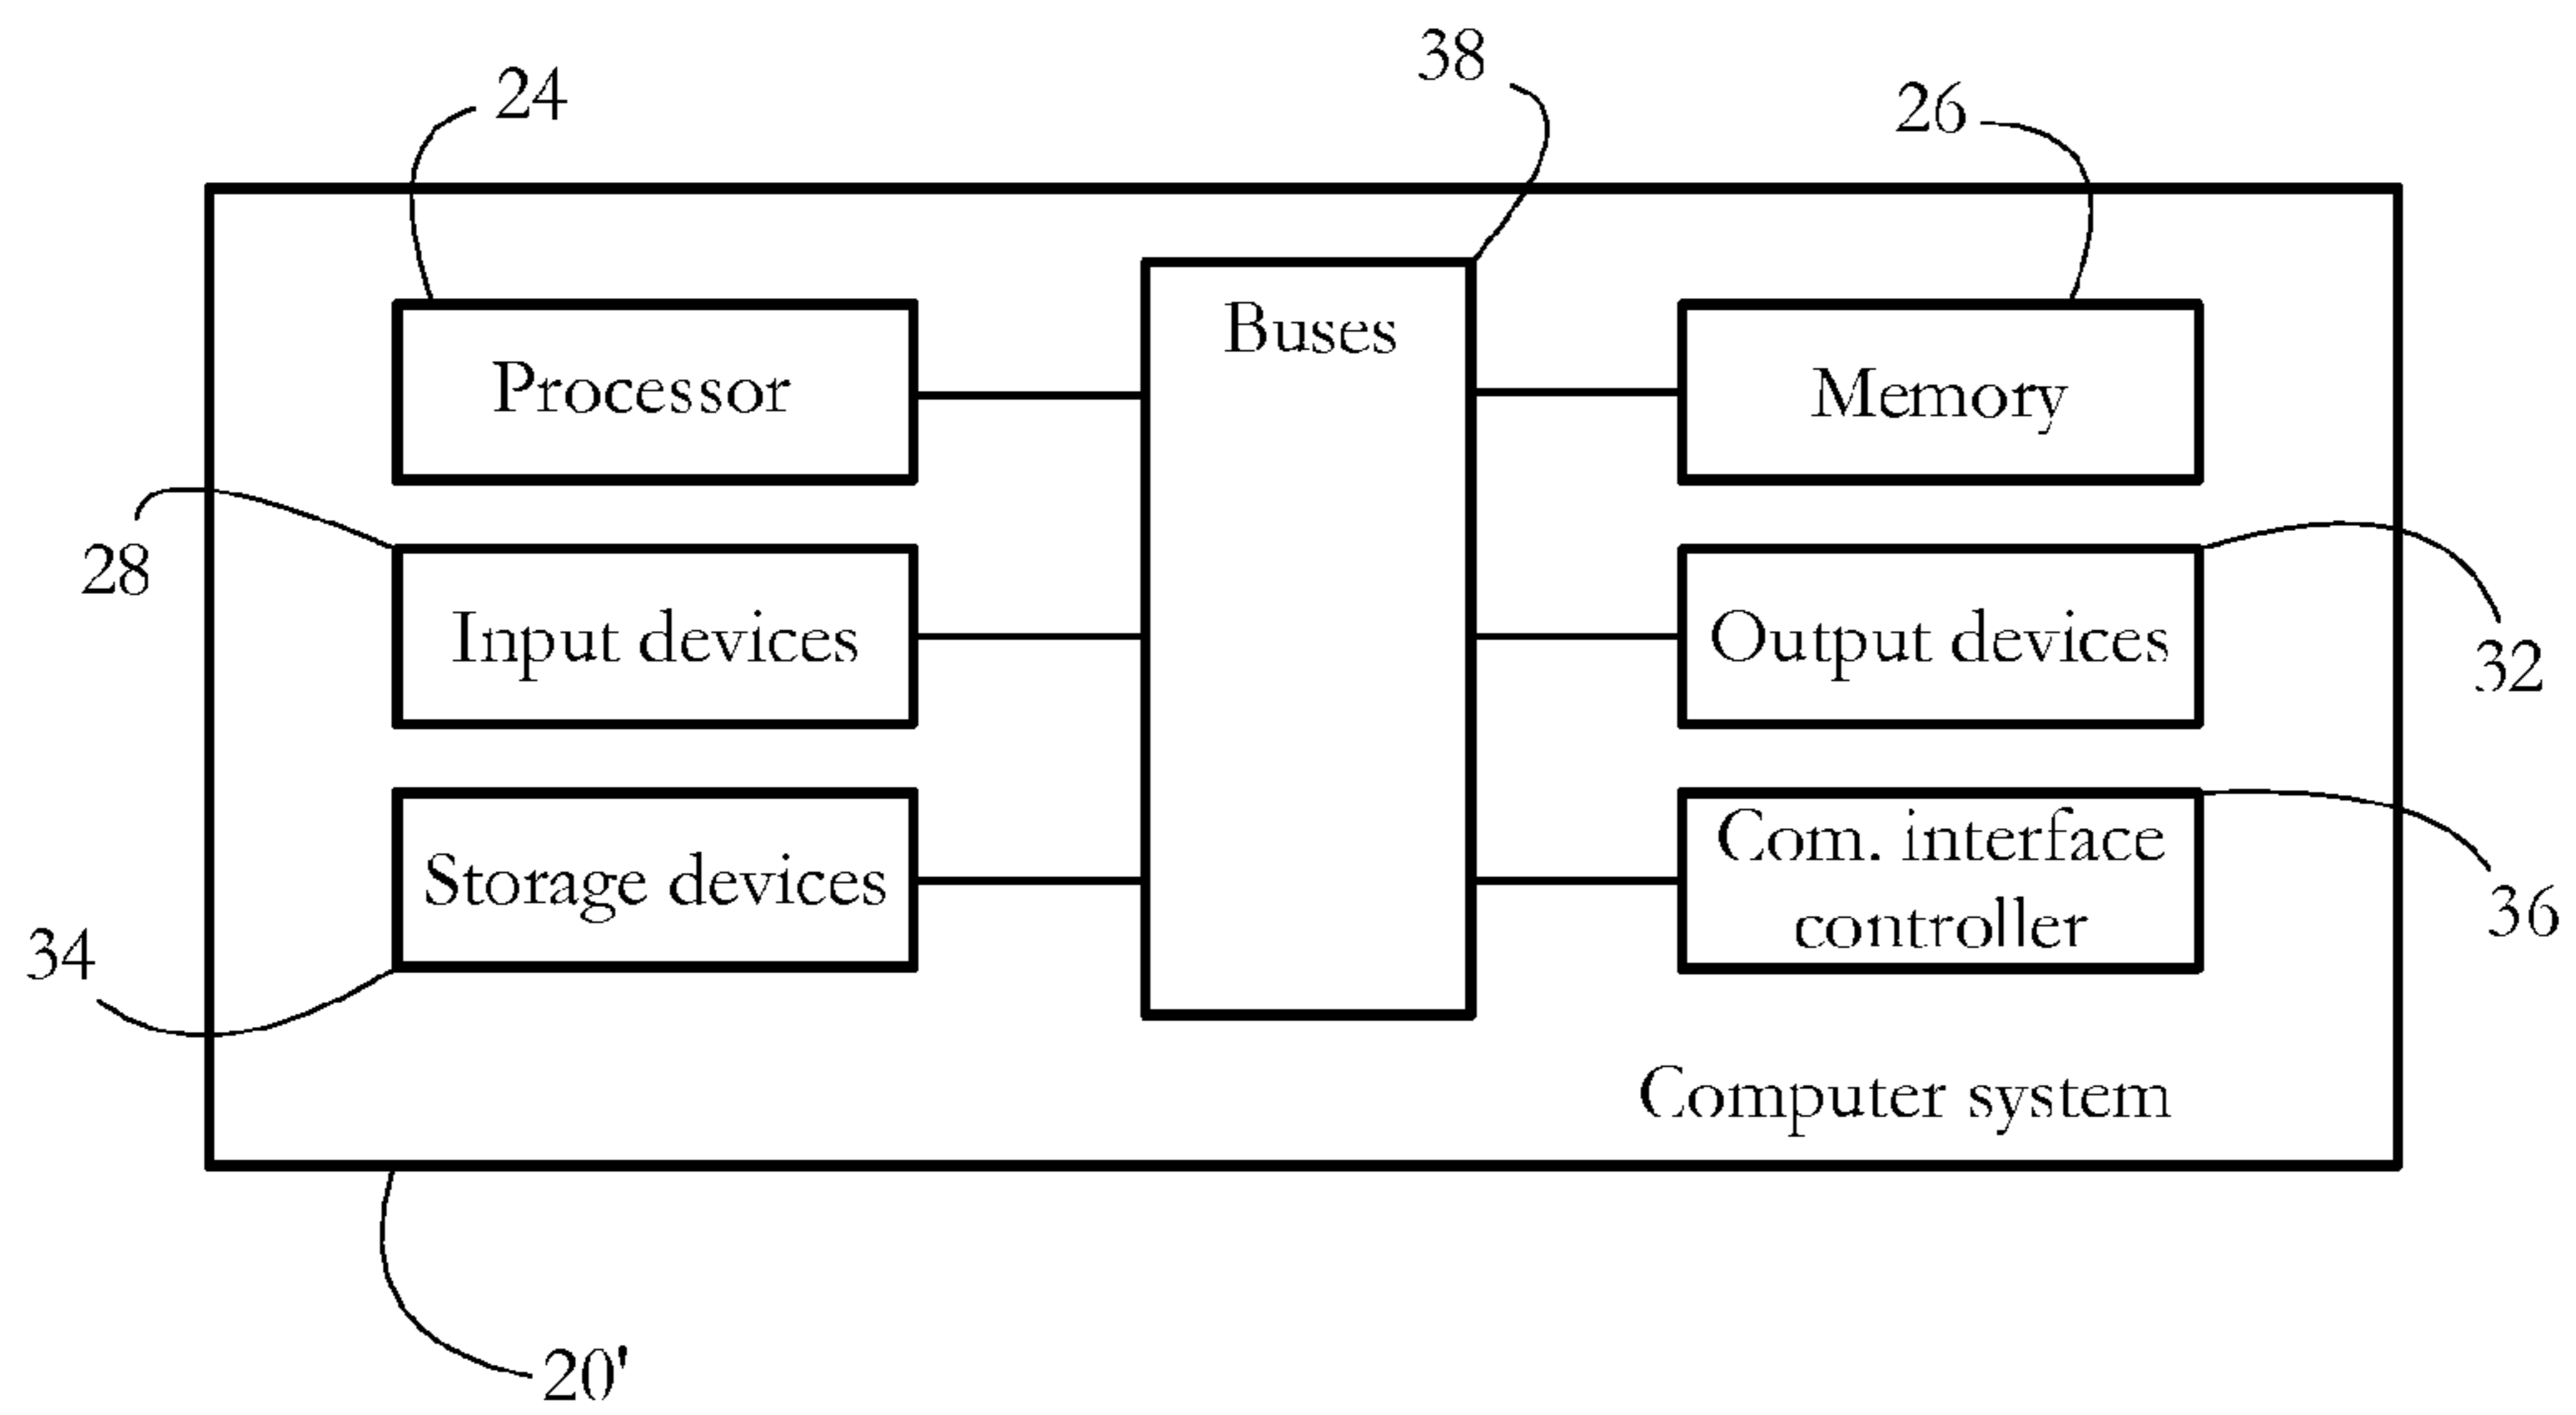 38
24
26
Buses
Processor
Memory
28
Input devices
Output devices
32
Storage devices
Com. interface
controller
34
36
Computer system
20'